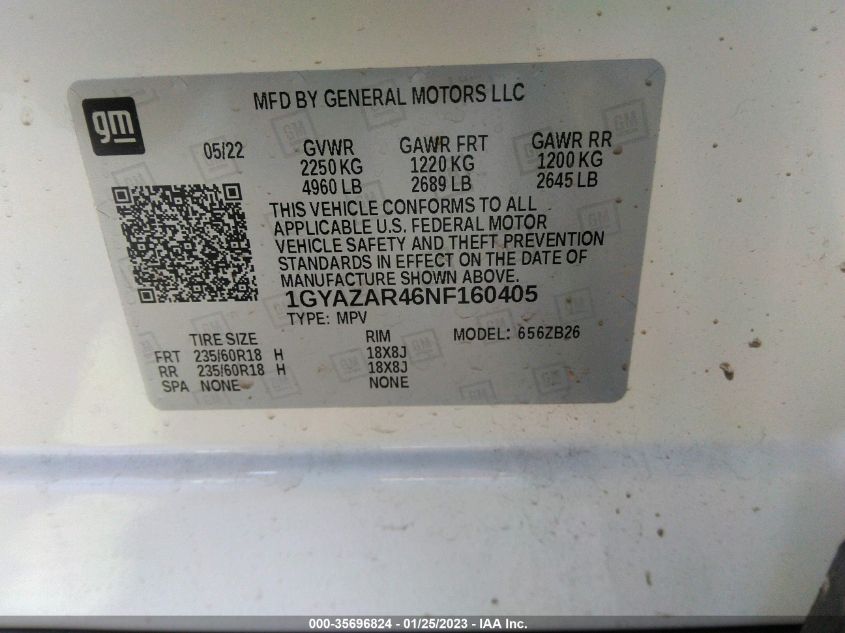 gm
MFD BY GENERAL MOTORS LLC
05/22 GVWR GAWR FRT GAWR RR
2250 KG 1220 KG 1200 KG
4960 LB 2689 LB 2645 LB
THIS VEHICLE CONFORMS TO ALL
APPLICABLE U.S. FEDERAL MOTOR
VEHICLE SAFETY AND THEFT PREVENTION
STANDARDS IN EFFECT ON THE DATE OF
MANUFACTURE SHOWN ABOVE.
1GYAZAR46NF160405
TYPE: MPV
TIRE SIZE RIM MODEL: 656ZB26
FRT 235/60R18 H 18X8J
RR 235/60R18 H 18X8J
SPA NONE NONE
000-35696824 - 01/25/2023 - IAA Inc.